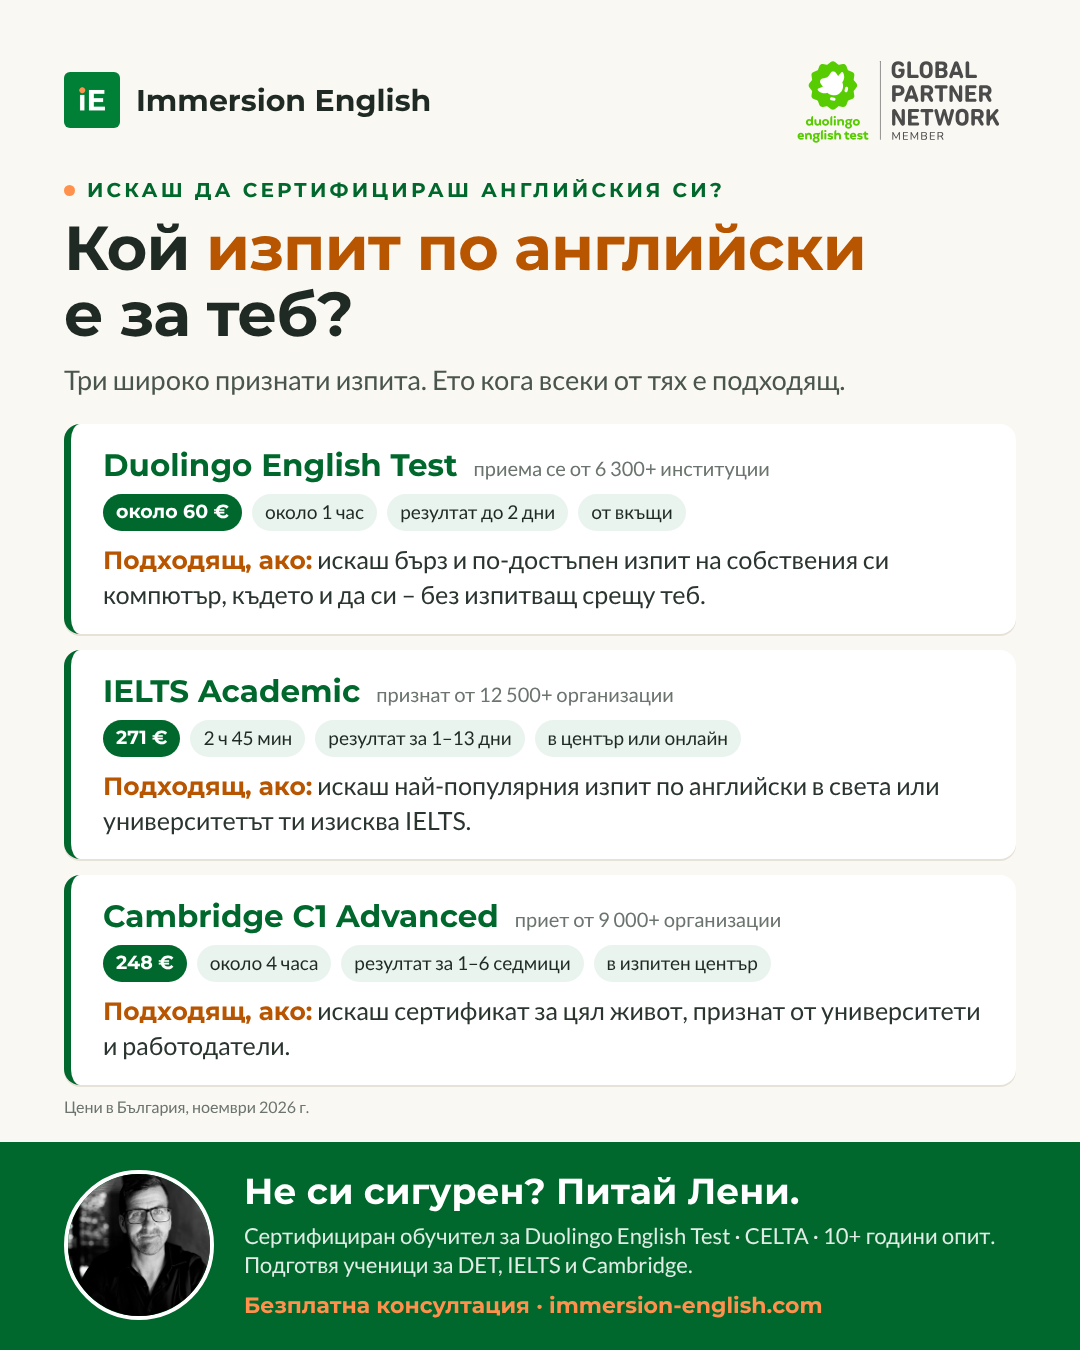 iE Immersion English
duolingo
english test
GLOBAL
PARTNER
NETWORK
MEMBER
ИСКАШ ДА СЕРТИФИЦИРАШ АНГЛИЙСКИЯ СИ?
Кой изпит по английски
е за теб?
Три широко признати изпита. Ето кога всеки от тях е подходящ.
Duolingo English Test приема се от 6 300+ институции
около 60 € около 1 час резултат до 2 дни от вкъщи
Подходящ, ако: искаш бърз и по-достъпен изпит на собствения си
компютър, където и да си – без изпитващ срещу теб.
IELTS Academic признат от 12 500+ организации
271 € 2 ч 45 мин резултат за 1–13 дни в център или онлайн
Подходящ, ако: искаш най-популярния изпит по английски в света или
университетът ти изисква IELTS.
Cambridge C1 Advanced приет от 9 000+ организации
248 € около 4 часа резултат за 1–6 седмици в изпитен център
Подходящ, ако: искаш сертификат за цял живот, признат от университети
и работодатели.
Цени в България, ноември 2026 г.
Не си сигурен? Питай Лени.
Сертифициран обучител за Duolingo English Test · CELTA · 10+ години опит.
Подготвя ученици за DET, IELTS и Cambridge.
Безплатна консултация · immersion-english.com